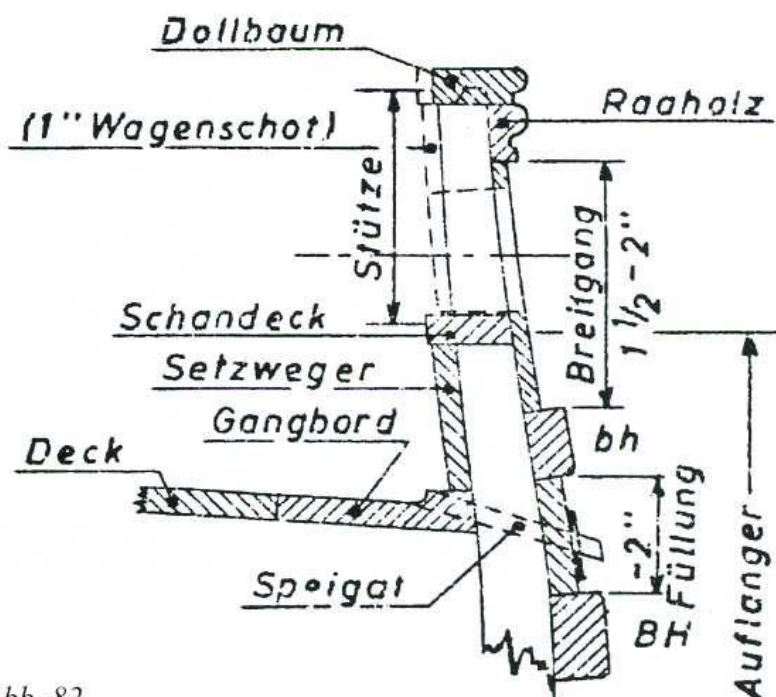 Dollbaum
(1" Wagenschot)
Raaholz
Stütze
Breitgang
1 1/2 - 2"
Schandeck
Setzweger
Gangbord
Deck
bh
Spoigat
~2"
Füllung
BH
Auflanger
bb. 82